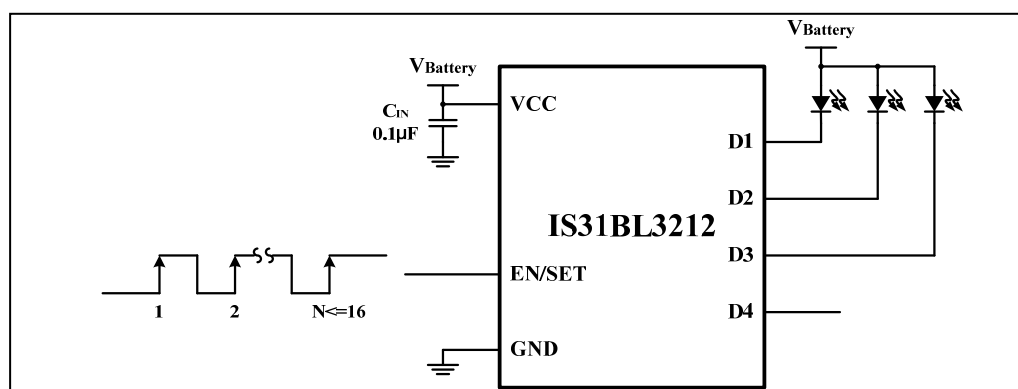 VBattery
VBattery
CIN
0.1µF
VCC
D1
D2
IS31BL3212
D3
EN/SET
1
2
N<=16
D4
GND